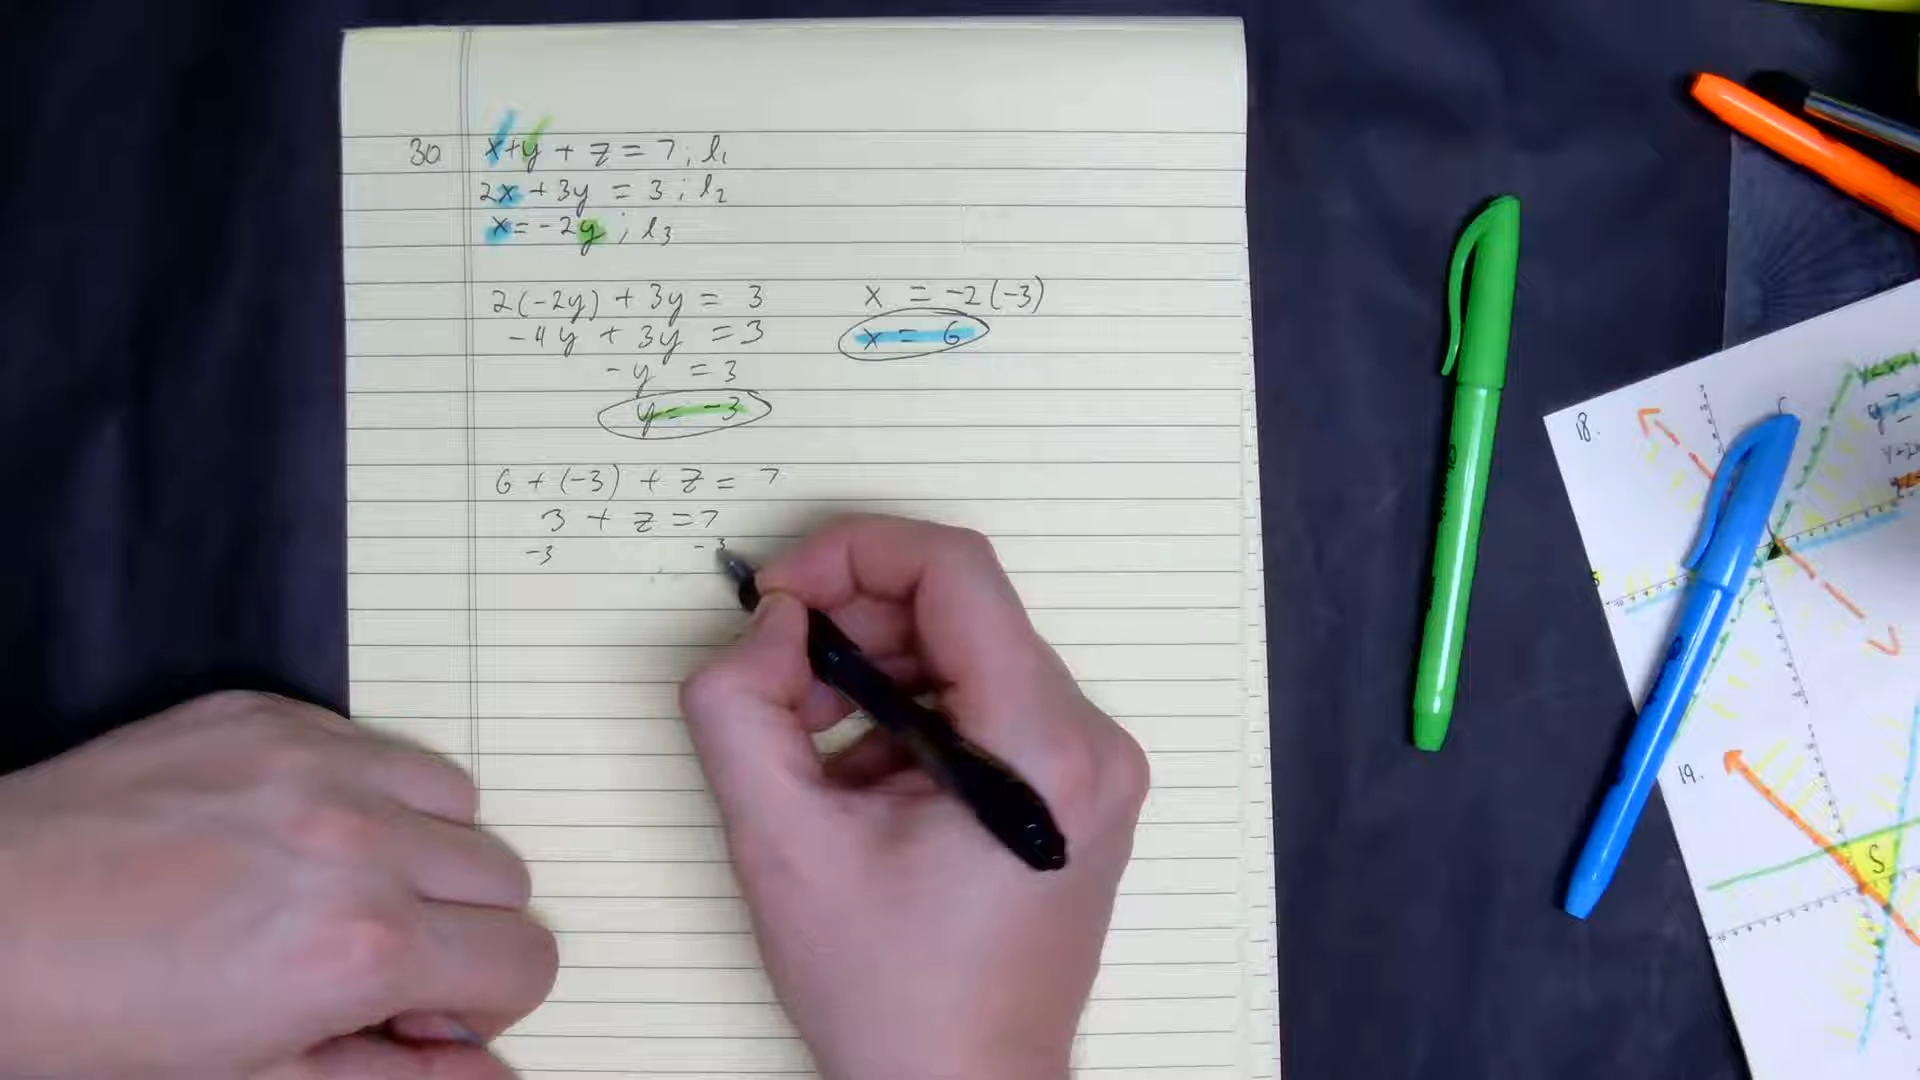 30 x+y + z = 7; l₁
2x + 3y = 3; l₂
x = -2y; l₃
2(-2y) + 3y = 3
-4y + 3y = 3
-y = 3
y = -3
x = -2(-3)
x = 6
6 + (-3) + z = 7
3 + z = 7
-3 -3
18.
19.
S